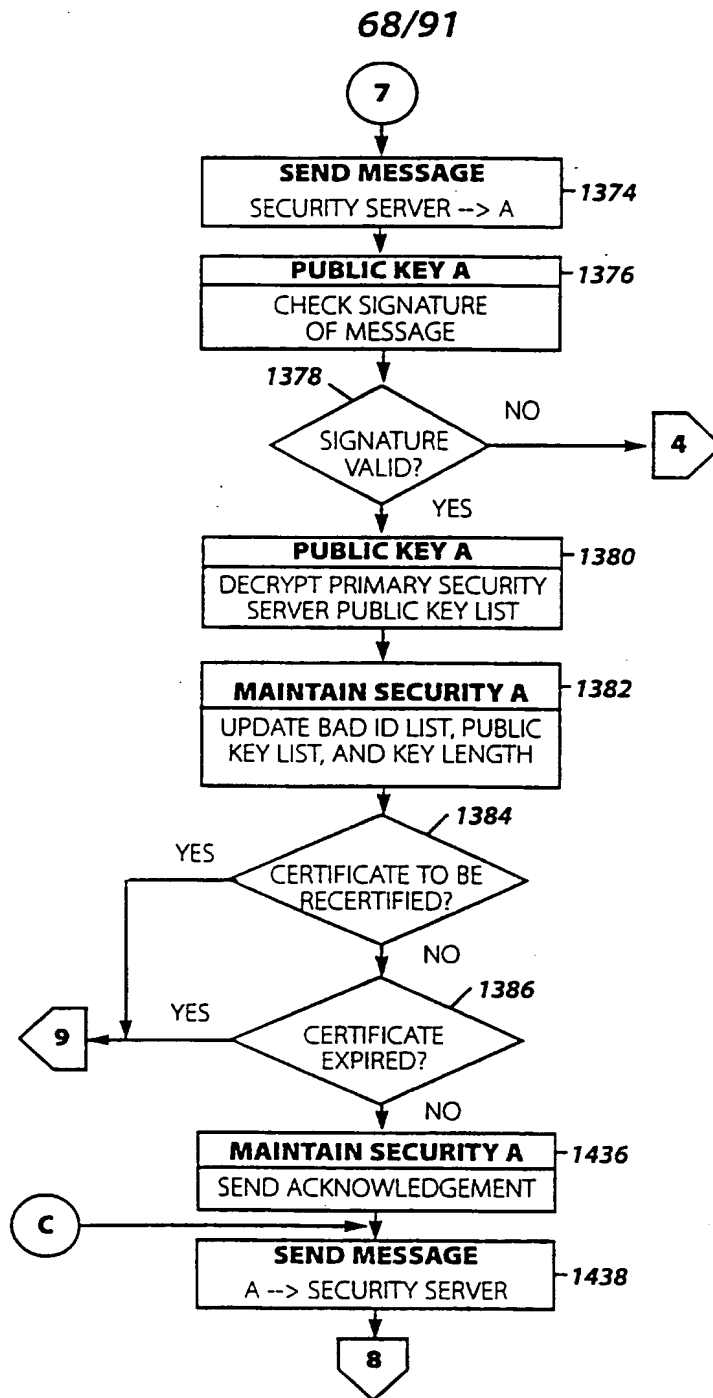 68/91
7
SEND MESSAGE
SECURITY SERVER --> A
1374
PUBLIC KEY A
1376
CHECK SIGNATURE
OF MESSAGE
1378
SIGNATURE
VALID?
NO
4
YES
PUBLIC KEY A
1380
DECRYPT PRIMARY SECURITY
SERVER PUBLIC KEY LIST
MAINTAIN SECURITY A
1382
UPDATE BAD ID LIST, PUBLIC
KEY LIST, AND KEY LENGTH
1384
YES
CERTIFICATE TO BE
RECERTIFIED?
NO
1386
9
YES
CERTIFICATE
EXPIRED?
NO
MAINTAIN SECURITY A
1436
SEND ACKNOWLEDGEMENT
C
SEND MESSAGE
A --> SECURITY SERVER
1438
8